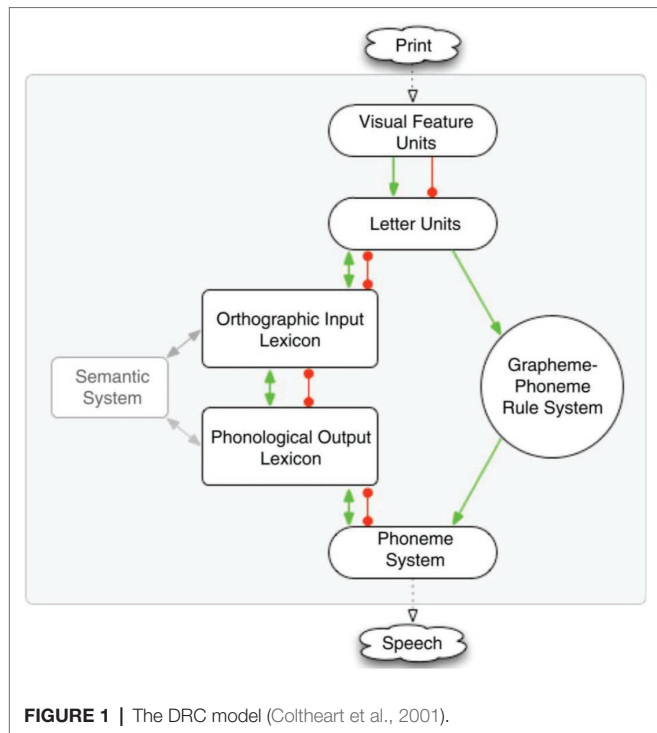 Print
Visual Feature
Units
Letter Units
Orthographic Input
Lexicon
Semantic
System
Grapheme-
Phoneme
Rule System
Phonological Output
Lexicon
Phoneme
System
Speech
FIGURE 1 | The DRC model (Coltheart et al., 2001).